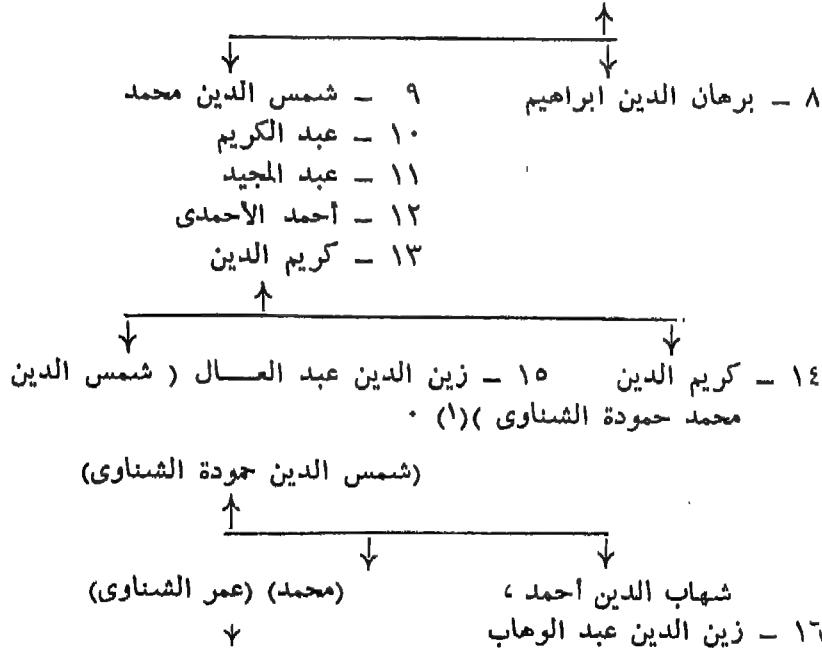 ٨ ـ برهان الدين ابراهيم ٩ ـ شمس الدين محمد
١٠ ـ عبد الكريم
١١ ـ عبد المجيد
١٢ ـ أحمد الأحمدى
١٣ ـ كريم الدين
١٤ ـ كريم الدين ١٥ ـ زين الدين عبد العـــال ( شمس الدين
محمد حمودة الشناوى )(١) ٠
(شمس الدين حمودة الشناوى)
شهاب الدين أحمد ، (محمد) (عمر الشناوى)
١٦ ـ زين الدين عبد الوهاب